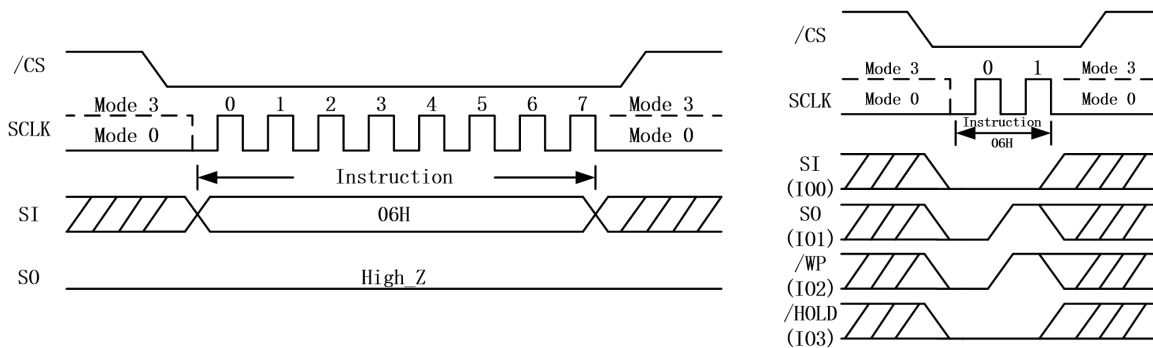 /CS
0 1 2 3 4 5 6 7
Mode 3 Mode 3
SCLK
Mode 0 Mode 0
Instruction
SI 06H
SO High_Z
/CS
Mode 3 0 1 Mode 3
SCLK Mode 0 Mode 0
Instruction
06H
SI
(IO0)
SO
(IO1)
/WP
(IO2)
/HOLD
(IO3)